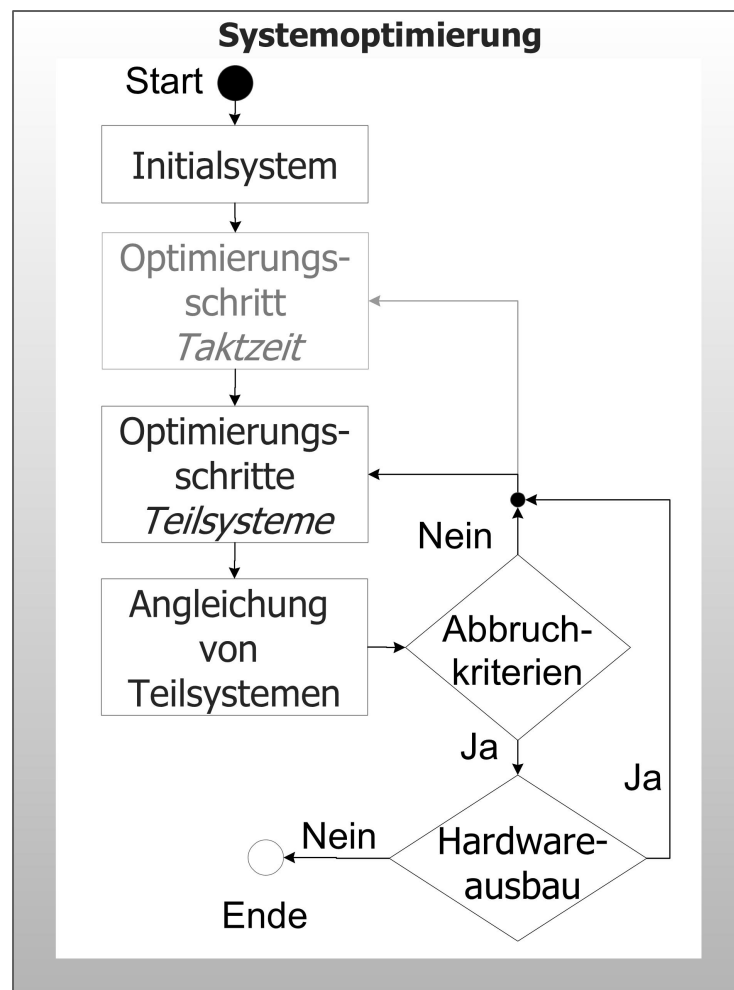 Systemoptimierung
Start
Initialsystem
Optimierungs-
schritt
Taktzeit
Optimierungs-
schritte
Teilsysteme
Nein
Angleichung
von
Teilsystemen
Abbruch-
kriterien
Ja
Ja
Nein
Hardware-
ausbau
Ende